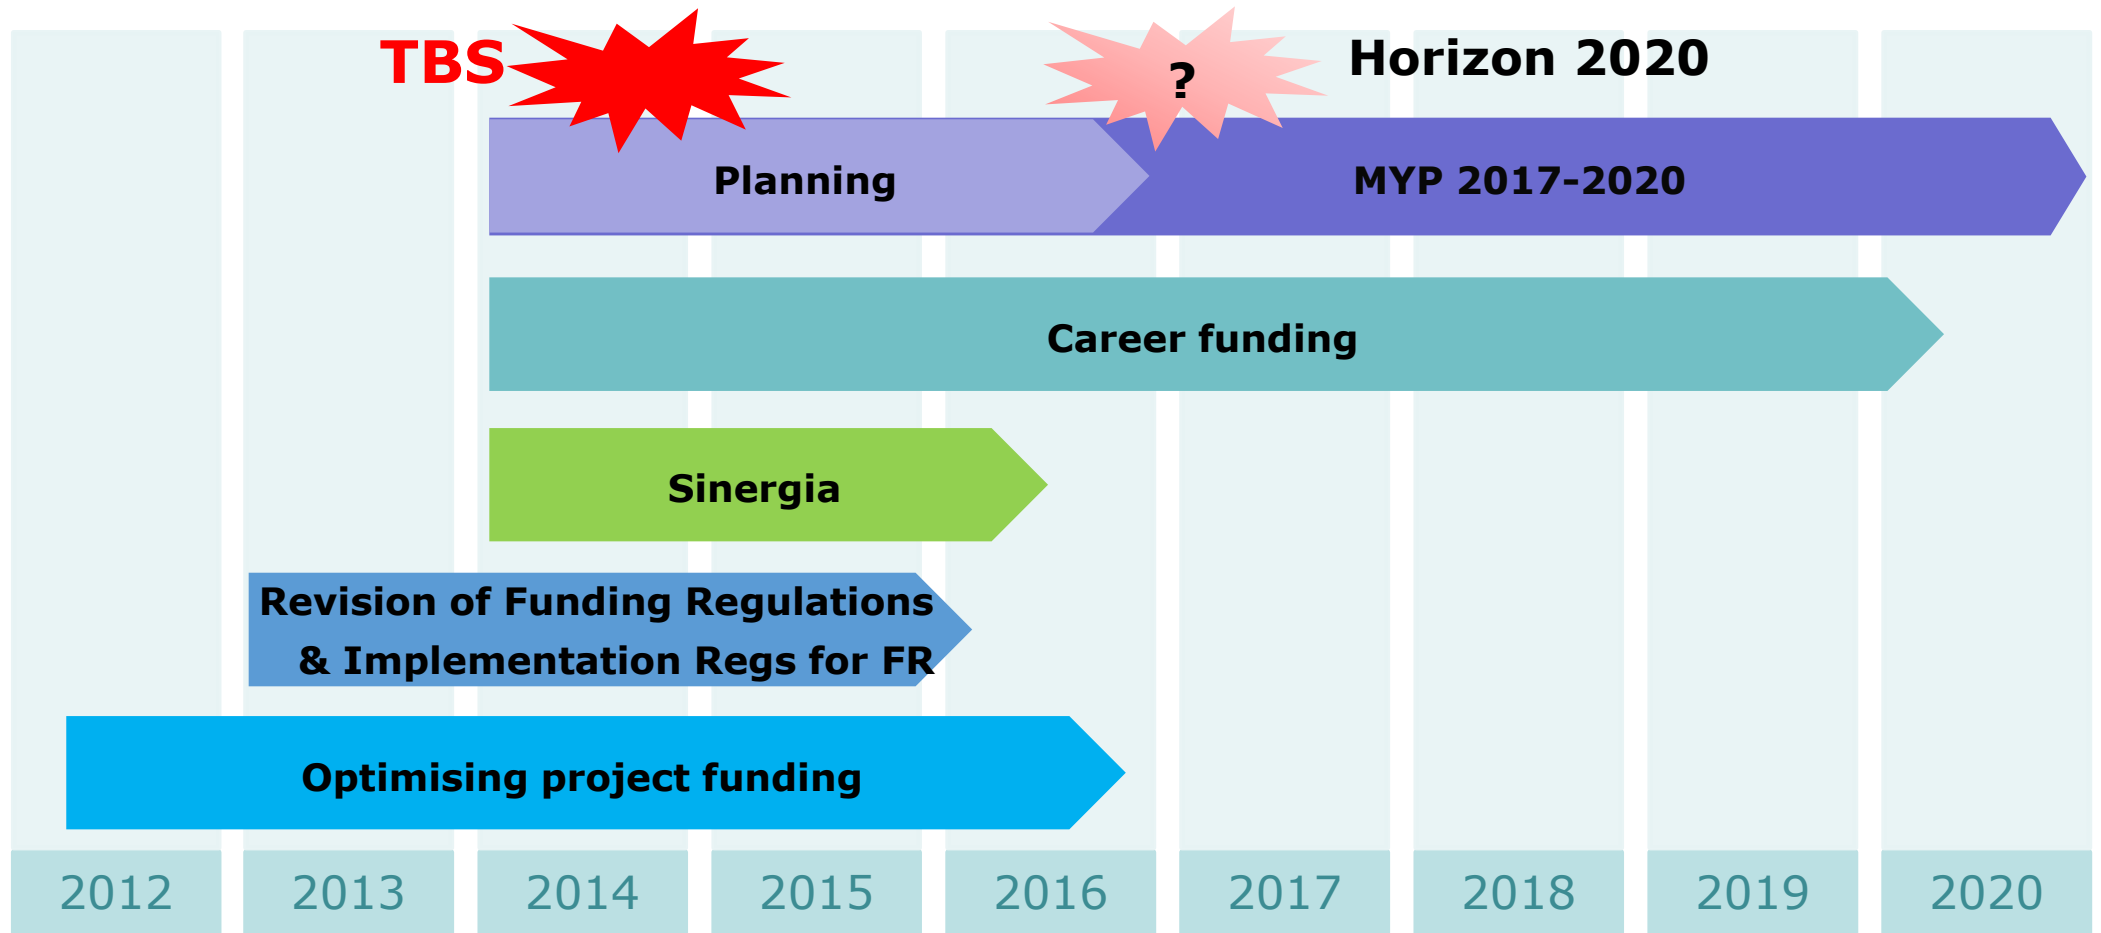 TBS
?
Horizon 2020
Planning
MYP 2017-2020
Career funding
Sinergia
Revision of Funding Regulations
& Implementation Regs for FR
Optimising project funding
2012
2013
2014
2015
2016
2017
2018
2019
2020